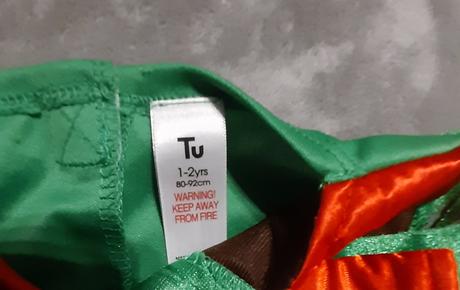 Tu
1-2yrs
80-92cm
WARNING!
KEEP AWAY
FROM FIRE